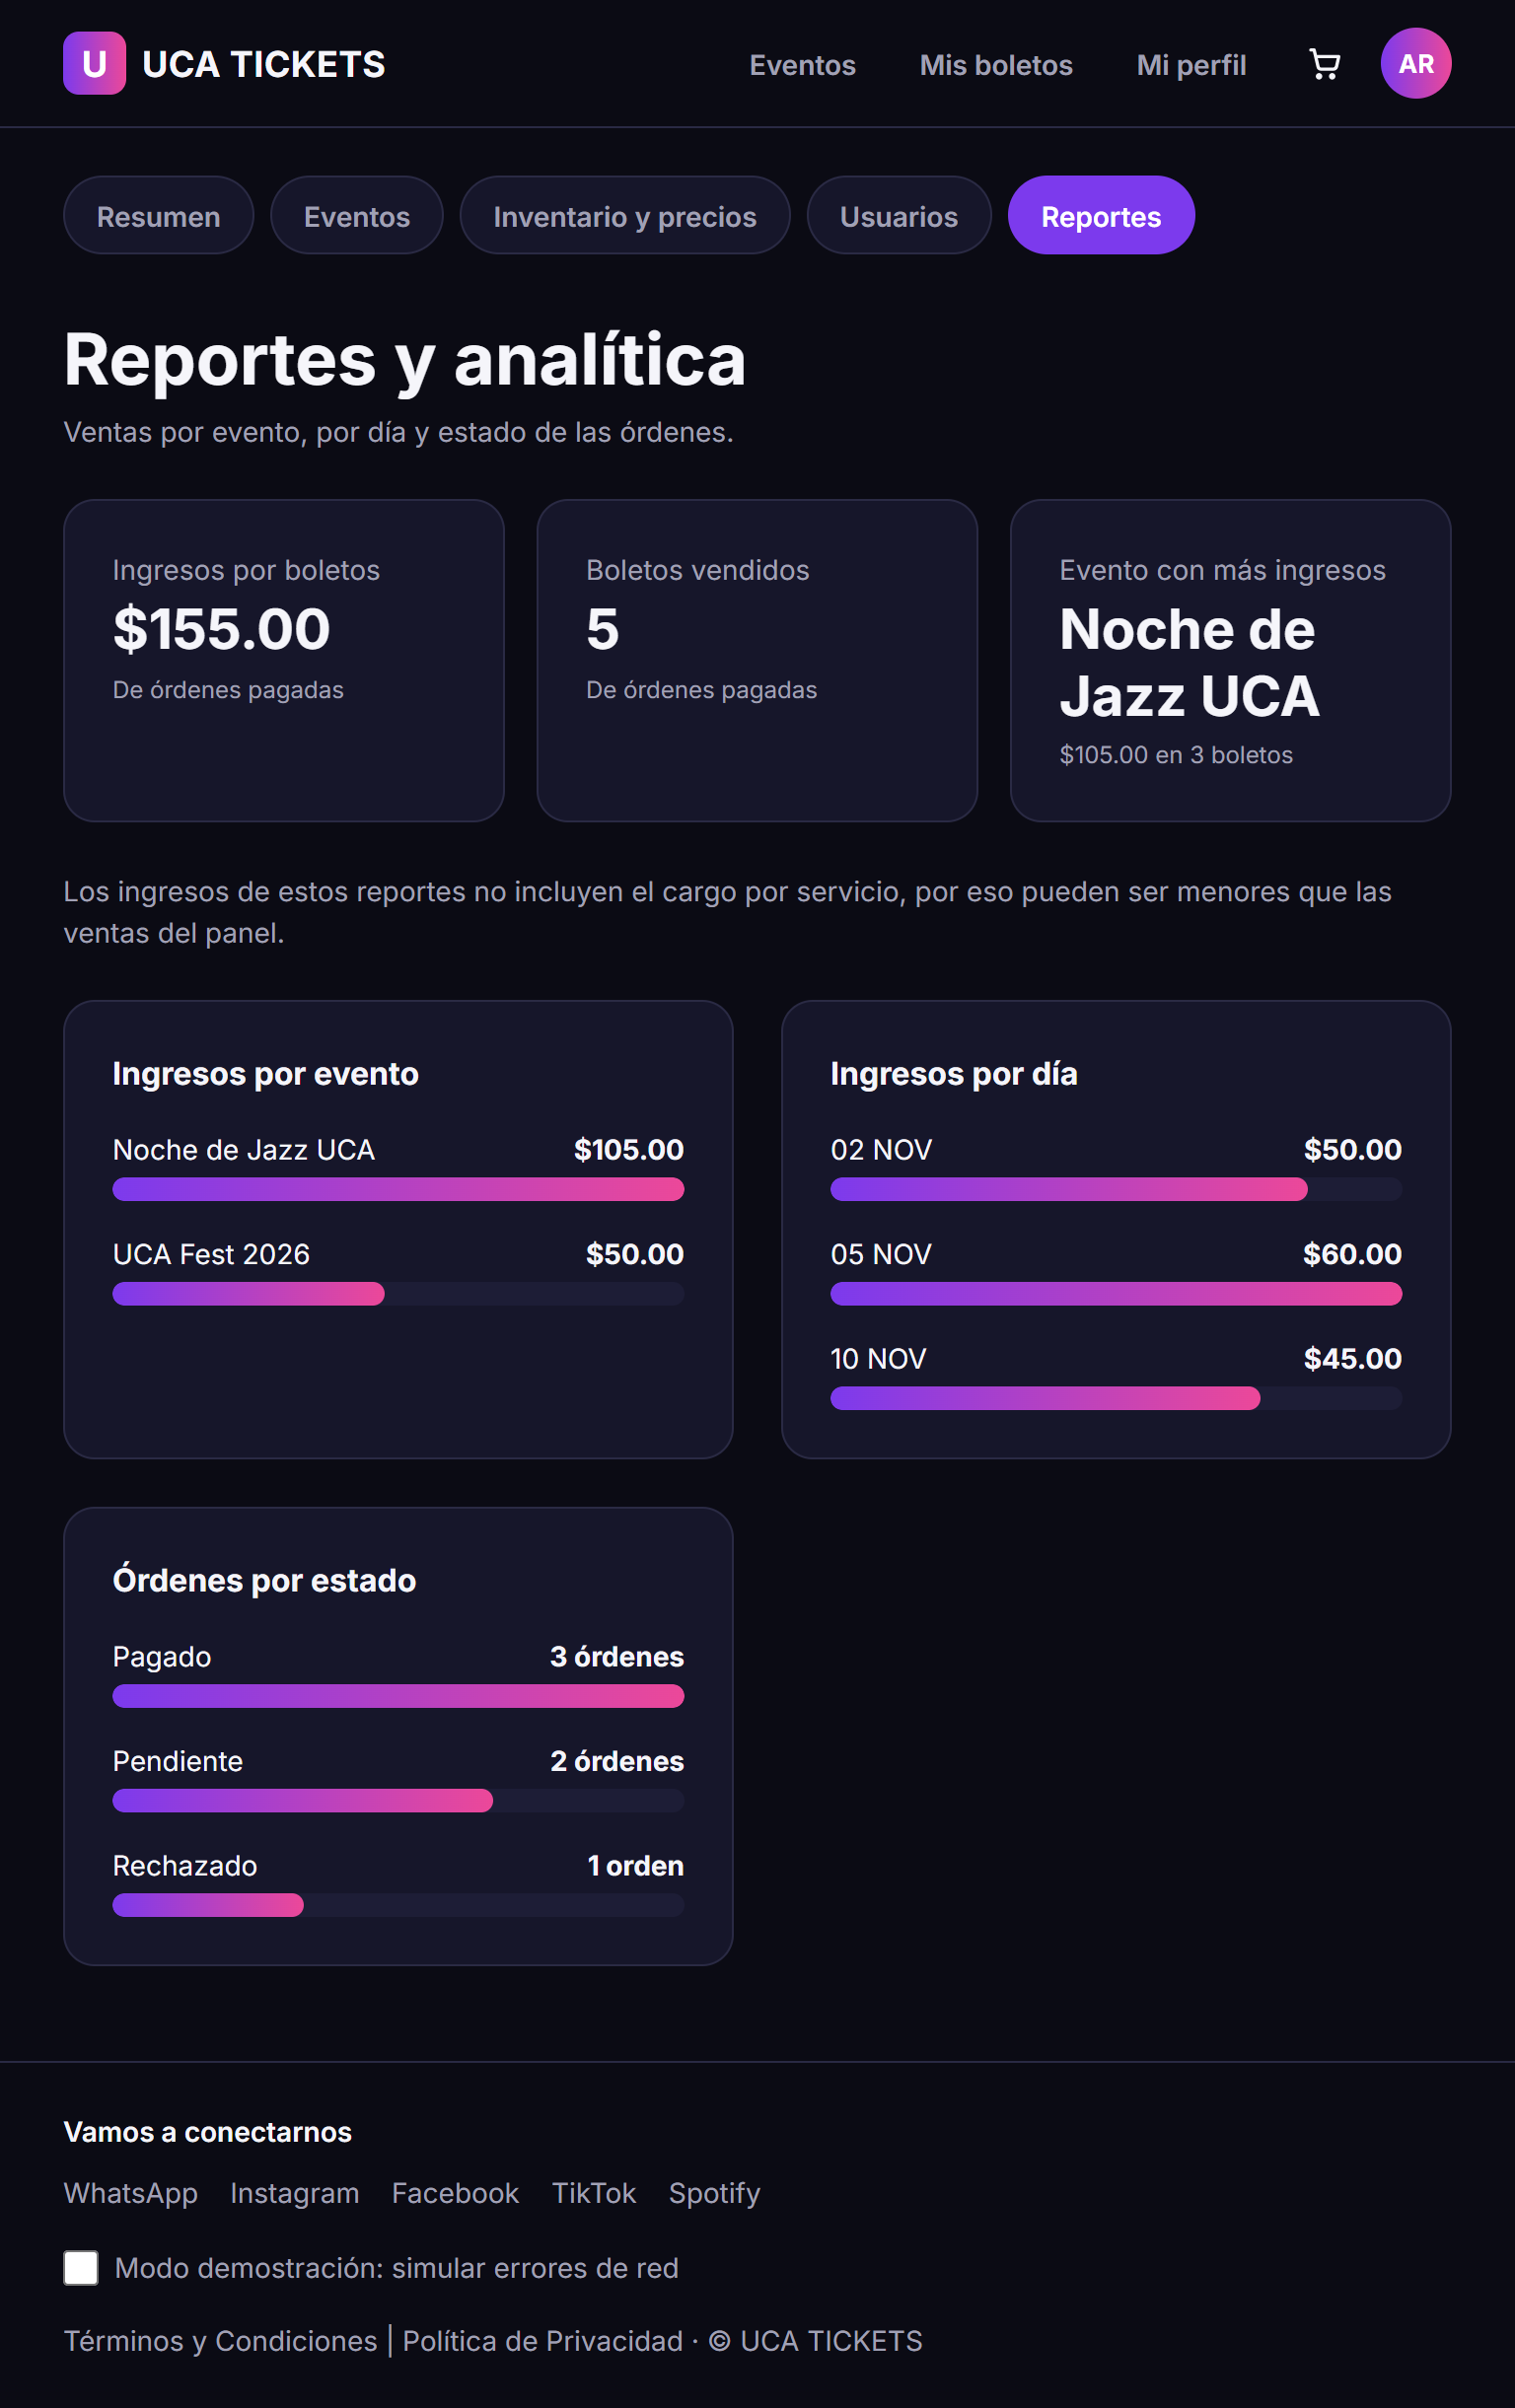 U UCA TICKETS
Eventos Mis boletos Mi perfil AR
Resumen Eventos Inventario y precios Usuarios Reportes
Reportes y analítica
Ventas por evento, por día y estado de las órdenes.
Ingresos por boletos
$155.00
De órdenes pagadas
Boletos vendidos
5
De órdenes pagadas
Evento con más ingresos
Noche de
Jazz UCA
$105.00 en 3 boletos
Los ingresos de estos reportes no incluyen el cargo por servicio, por eso pueden ser menores que las
ventas del panel.
Ingresos por evento
Noche de Jazz UCA $105.00
UCA Fest 2026 $50.00
Ingresos por día
02 NOV $50.00
05 NOV $60.00
10 NOV $45.00
Órdenes por estado
Pagado 3 órdenes
Pendiente 2 órdenes
Rechazado 1 orden
Vamos a conectarnos
WhatsApp Instagram Facebook TikTok Spotify
Modo demostración: simular errores de red
Términos y Condiciones | Política de Privacidad · © UCA TICKETS